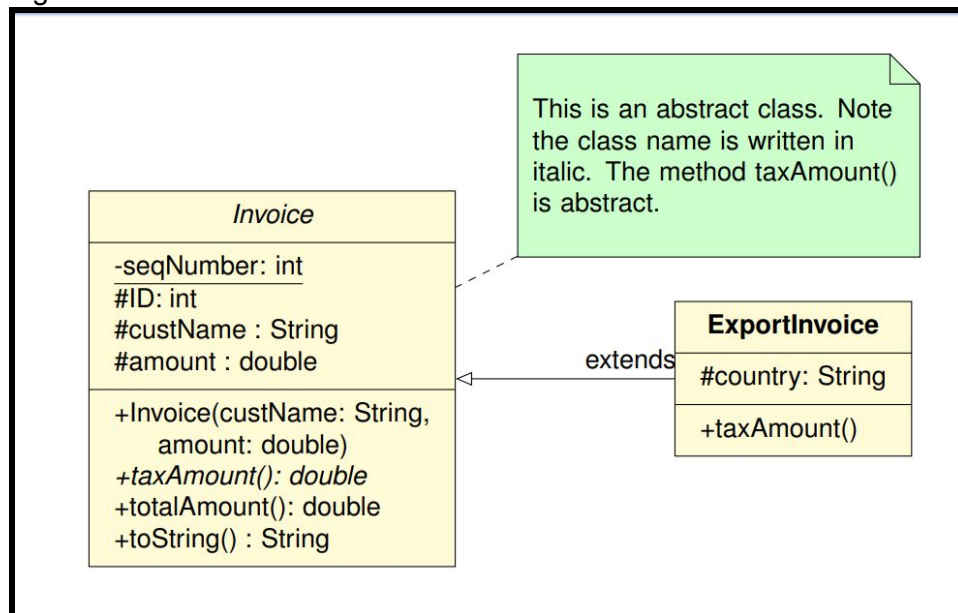 This is an abstract class. Note
the class name is written in
italic. The method taxAmount()
is abstract.
Invoice
-seqNumber: int
#ID: int
#custName : String
#amount : double
+Invoice(custName: String,
amount: double)
+taxAmount(): double
+totalAmount(): double
+toString() : String
extends
ExportInvoice
#country: String
+taxAmount()